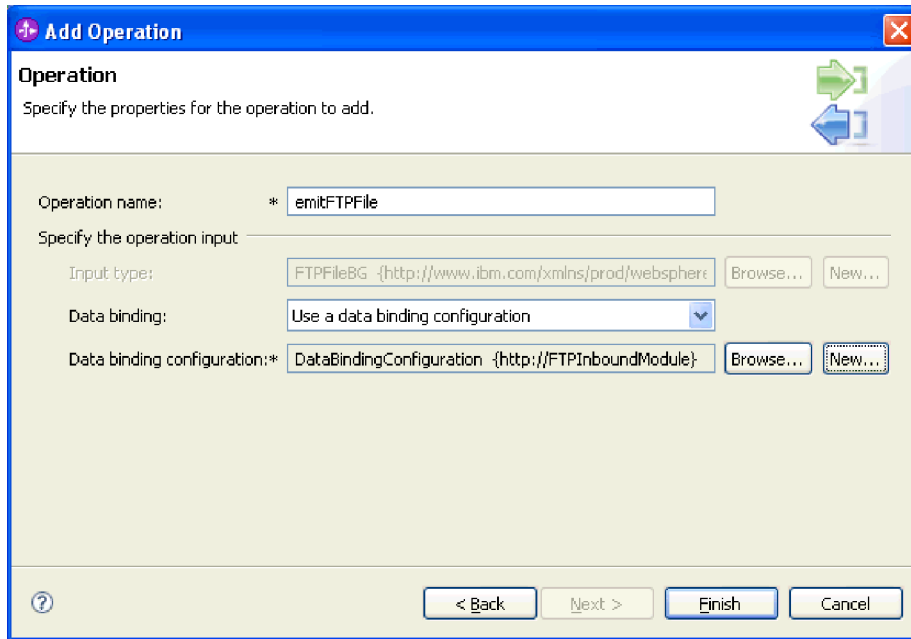 Add Operation
Operation
Specify the properties for the operation to add.
Operation name: * emitFTPFile
Specify the operation input
Input type: FTPFileBG {http://www.ibm.com/xmlns/prod/websphere Browse... New...
Data binding: Use a data binding configuration
Data binding configuration:* DataBindingConfiguration {http://FTPInboundModule} Browse... New...
? < Back Next > Finish Cancel